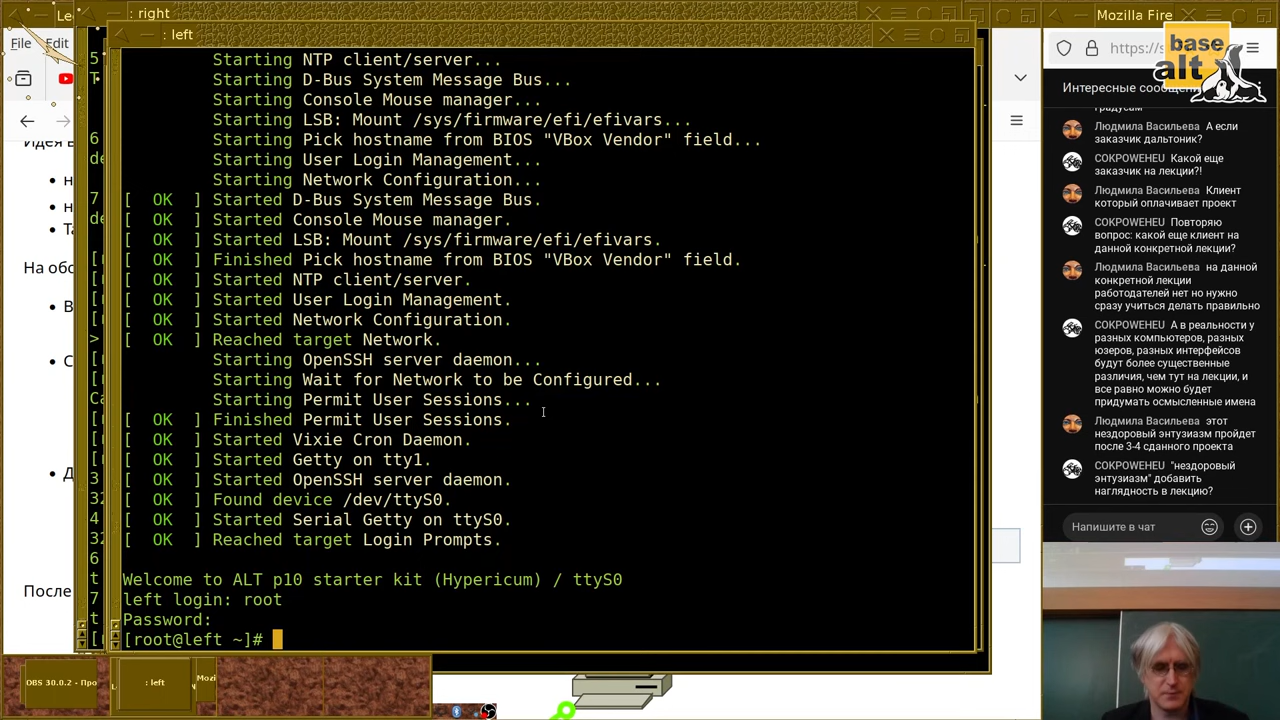 : right
: left
Mozilla Fire
File
Edit
https://s
base
alt
Starting NTP client/server...
Starting D-Bus System Message Bus...
Starting Console Mouse manager...
Starting LSB: Mount /sys/firmware/efi/efivars...
Starting Pick hostname from BIOS "VBox Vendor" field...
Starting User Login Management...
Starting Network Configuration...
[  OK  ] Started D-Bus System Message Bus.
[  OK  ] Started Console Mouse manager.
[  OK  ] Started LSB: Mount /sys/firmware/efi/efivars.
[  OK  ] Finished Pick hostname from BIOS "VBox Vendor" field.
[  OK  ] Started NTP client/server.
[  OK  ] Started User Login Management.
[  OK  ] Started Network Configuration.
[  OK  ] Reached target Network.
Starting OpenSSH server daemon...
Starting Wait for Network to be Configured...
Starting Permit User Sessions...
[  OK  ] Finished Permit User Sessions.
[  OK  ] Started Vixie Cron Daemon.
[  OK  ] Started Getty on tty1.
[  OK  ] Started OpenSSH server daemon.
[  OK  ] Found device /dev/ttyS0.
[  OK  ] Started Serial Getty on ttyS0.
[  OK  ] Reached target Login Prompts.
Welcome to ALT p10 starter kit (Hypericum) / ttyS0
left login: root
Password:
[root@left ~]#
На обс
После
OBS 30.0.2 - Про
: left
Mozi
Интересные сообщен
градусам
Людмила Васильева А если
заказчик дальтоник?
COKPOWEHEU Какой еще
заказчик на лекции?!
Людмила Васильева Клиент
который оплачивает проект
COKPOWEHEU Повторяю
вопрос: какой еще клиент на
данной конкретной лекции?
Людмила Васильева на данной
конкретной лекции
работодателей нет но нужно
сразу учиться делать правильно
COKPOWEHEU А в реальности у
разных компьютеров, разных
юзеров, разных интерфейсов
будут более существенные
различия, чем тут на лекции, и
все равно можно будет
придумать осмысленные имена
Людмила Васильева этот
нездоровый энтузиазм пройдет
после 3-4 сданного проекта
COKPOWEHEU "нездоровый
энтузиазм" добавить
наглядность в лекцию?
Напишите в чат